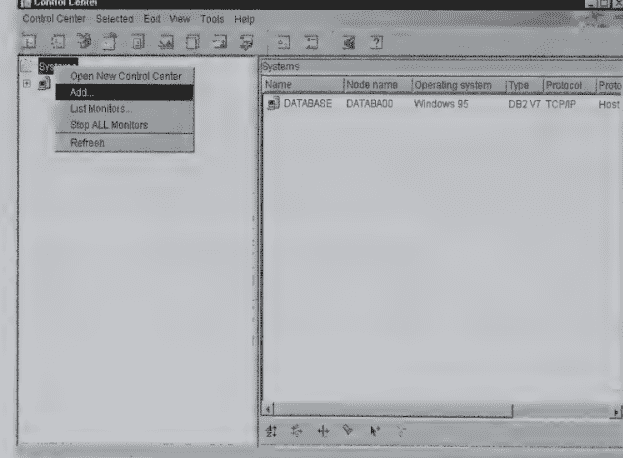 Control Center
Control Center Selected Edit View Tools Help
Systems
Open New Control Center
Add...
List Monitors...
Stop ALL Monitors
Refresh
Systems
Name Node name Operating system Type Protocol Proto
DATABASE DATABA00 Windows 95 DB2 V7 TCP/IP Host